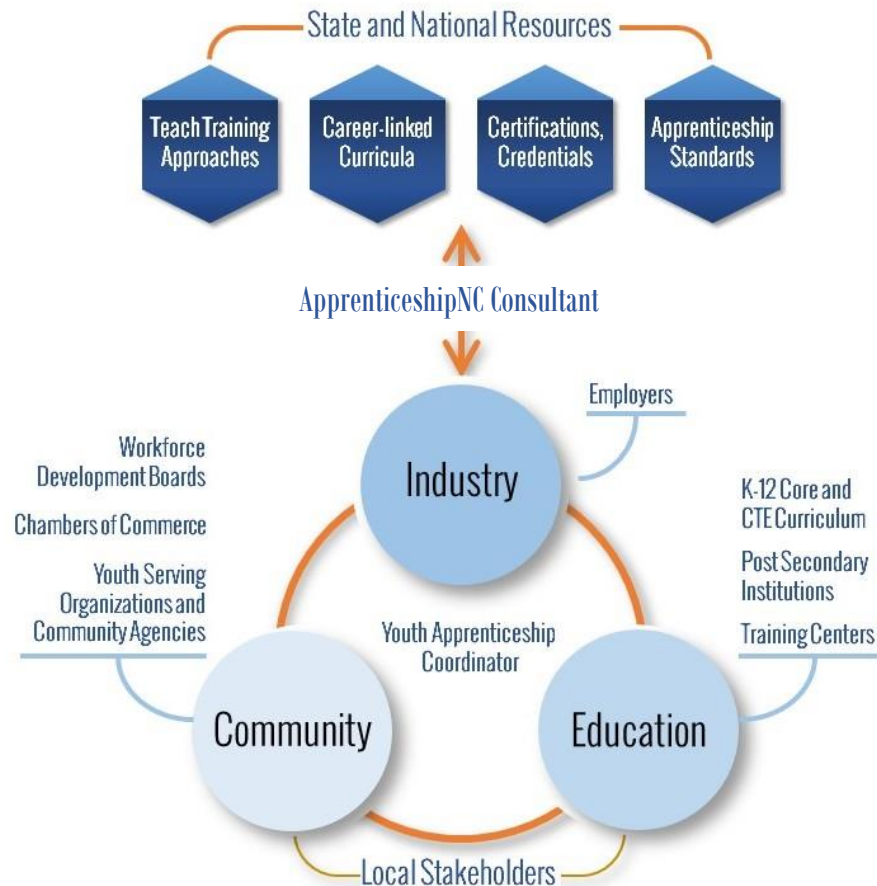 State and National Resources
Teach Training
Approaches
Career-linked
Curricula
Certifications,
Credentials
Apprenticeship
Standards
ApprenticeshipNC Consultant
Employers
Industry
Workforce
Development Boards
Chambers of Commerce
Youth Serving
Organizations and
Community Agencies
K-12 Core and
CTE Curriculum
Post Secondary
Institutions
Training Centers
Youth Apprenticeship
Coordinator
Community
Education
Local Stakeholders